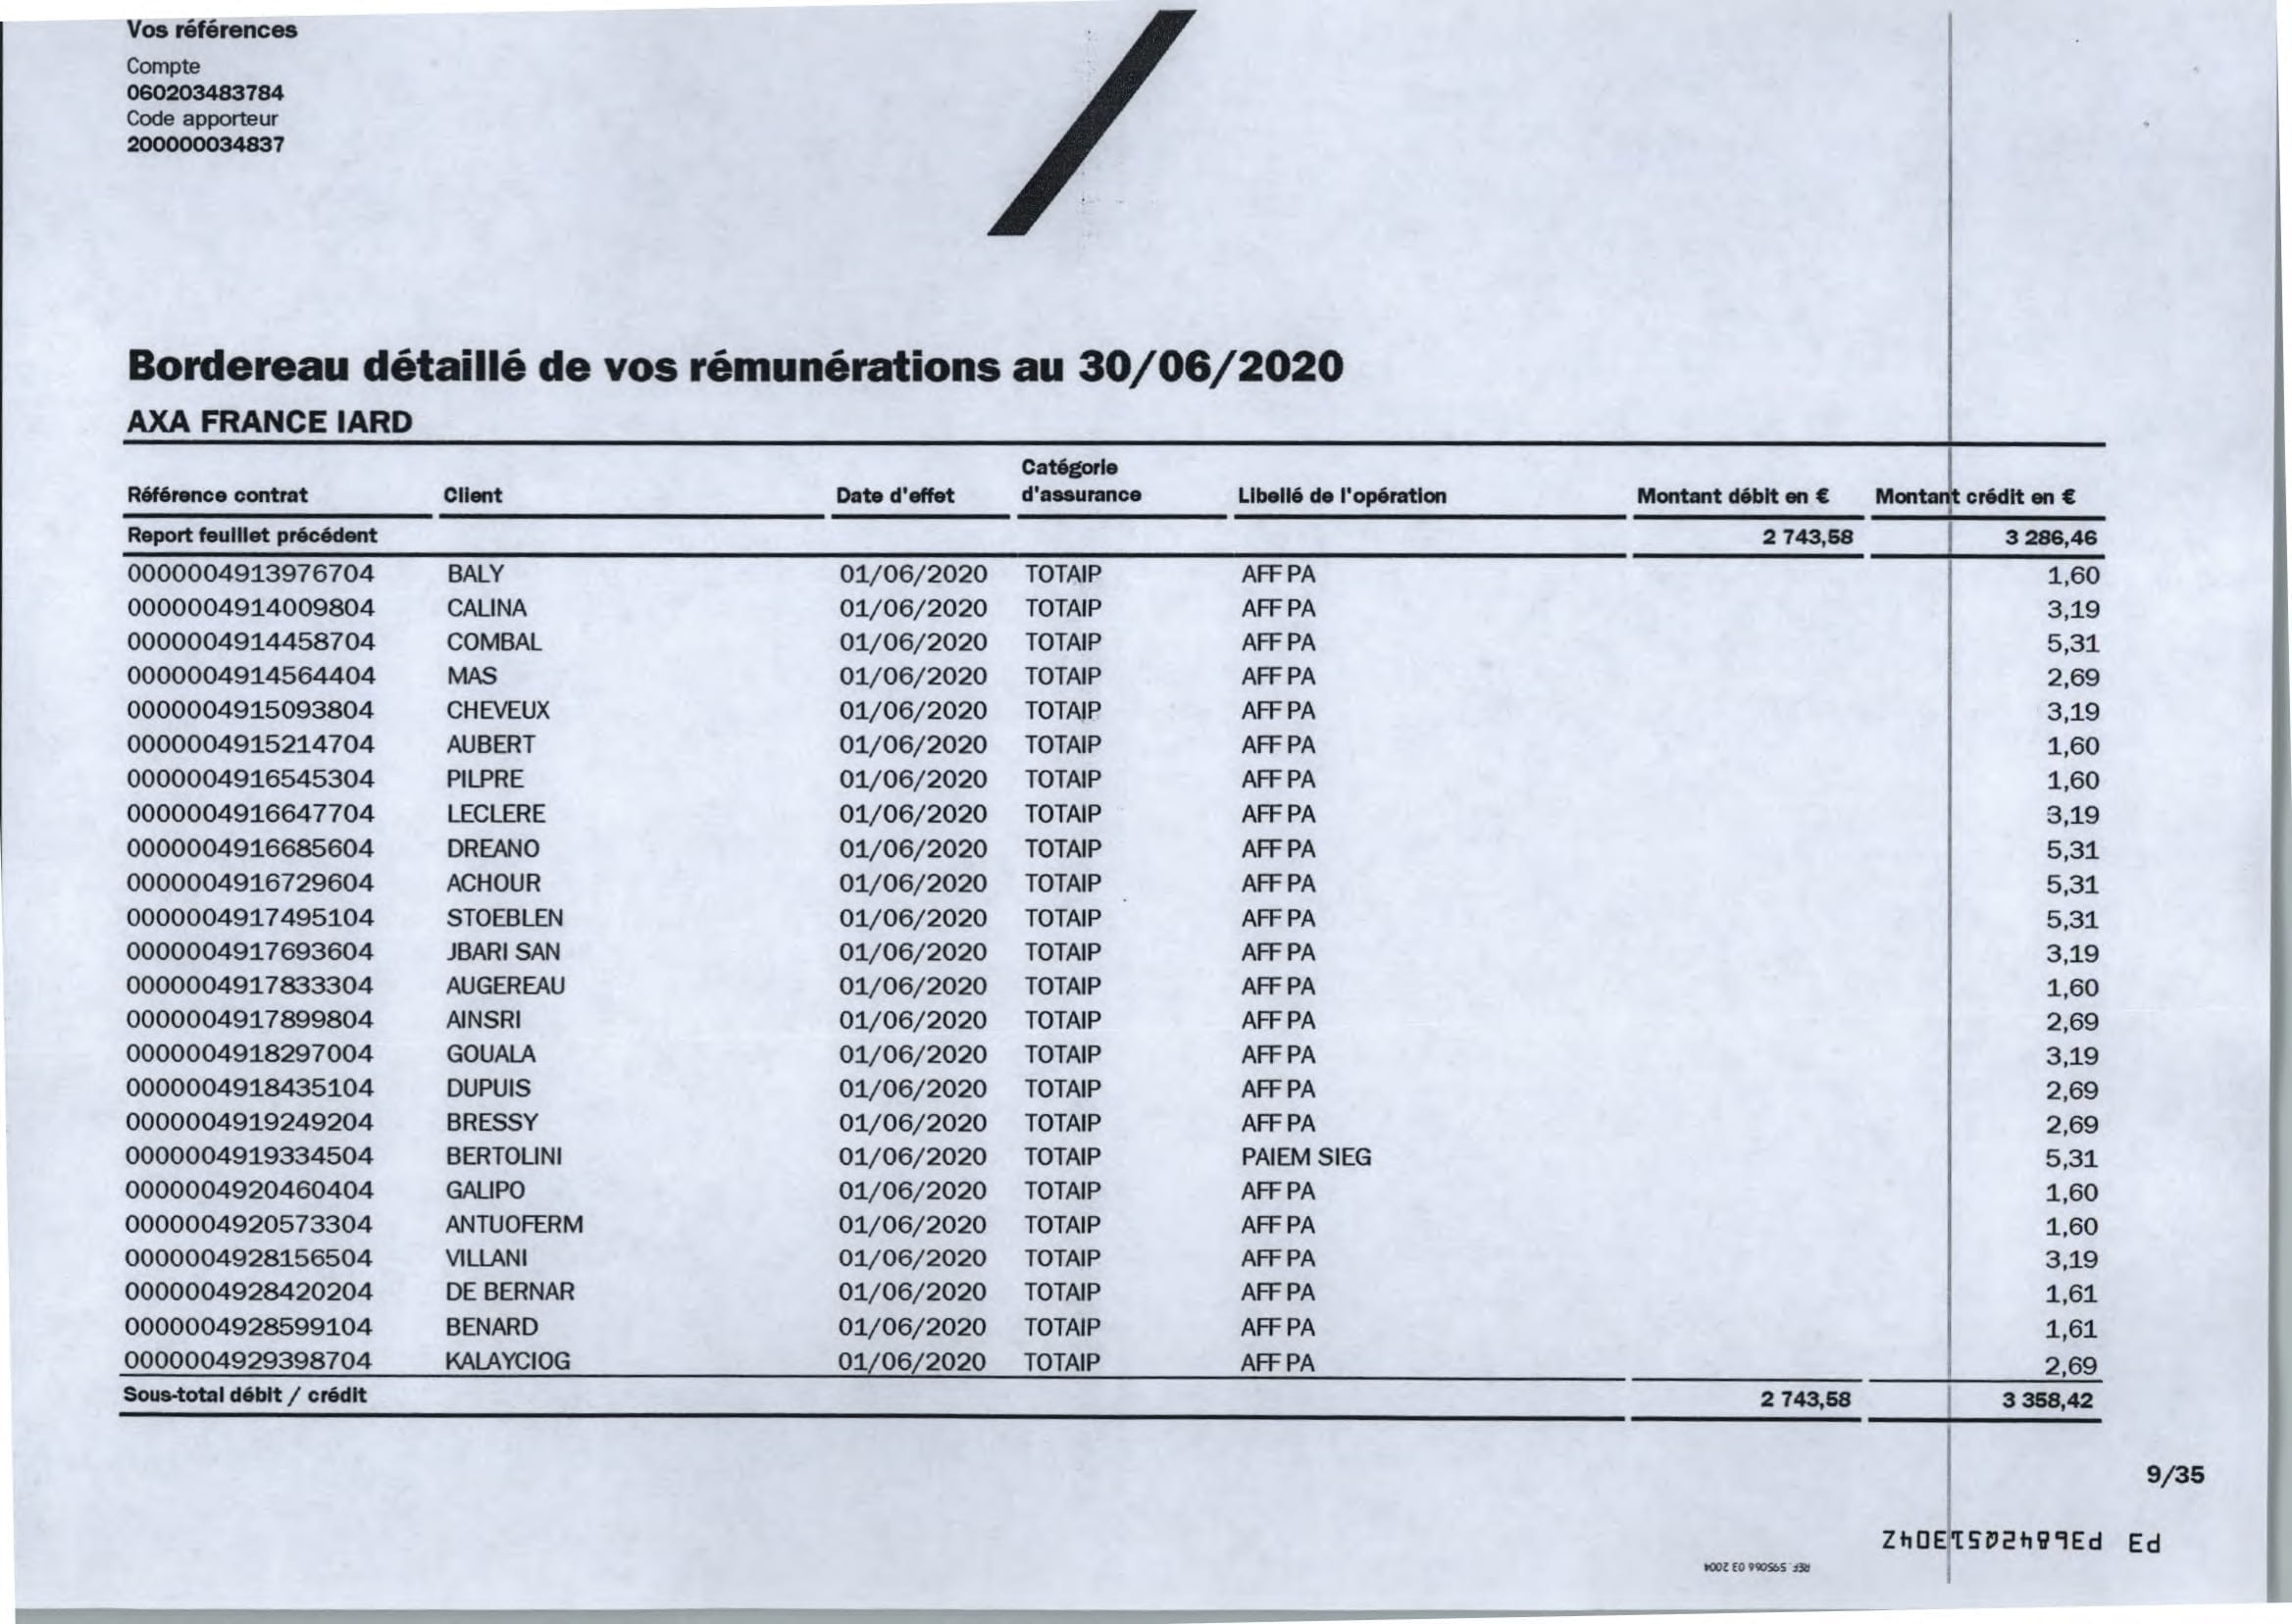 Vos références
Compte
060203483784
Code apporteur
200000034837
Bordereau détaillé de vos rémunérations au 30/06/2020
AXA FRANCE IARD
Référence contrat Client Date d'effet Catégorie d'assurance Libellé de l'opération Montant débit en € Montant crédit en €
Report feuillet précédent 2 743,58 3 286,46
0000004913976704 BALY 01/06/2020 TOTAIP AFF PA 1,60
0000004914009804 CALINA 01/06/2020 TOTAIP AFF PA 3,19
0000004914458704 COMBAL 01/06/2020 TOTAIP AFF PA 5,31
0000004914564404 MAS 01/06/2020 TOTAIP AFF PA 2,69
0000004915093804 CHEVEUX 01/06/2020 TOTAIP AFF PA 3,19
0000004915214704 AUBERT 01/06/2020 TOTAIP AFF PA 1,60
0000004916545304 PILPRE 01/06/2020 TOTAIP AFF PA 1,60
0000004916647704 LECLERE 01/06/2020 TOTAIP AFF PA 3,19
0000004916685604 DREANO 01/06/2020 TOTAIP AFF PA 5,31
0000004916729604 ACHOUR 01/06/2020 TOTAIP AFF PA 5,31
0000004917495104 STOEBLEN 01/06/2020 TOTAIP AFF PA 5,31
0000004917693604 JBARI SAN 01/06/2020 TOTAIP AFF PA 3,19
0000004917833304 AUGEREAU 01/06/2020 TOTAIP AFF PA 1,60
0000004917899804 AINSRI 01/06/2020 TOTAIP AFF PA 2,69
0000004918297004 GOUALA 01/06/2020 TOTAIP AFF PA 3,19
0000004918435104 DUPUIS 01/06/2020 TOTAIP AFF PA 2,69
0000004919249204 BRESSY 01/06/2020 TOTAIP AFF PA 2,69
0000004919334504 BERTOLINI 01/06/2020 TOTAIP PAIEM SIEG 5,31
0000004920460404 GALIPO 01/06/2020 TOTAIP AFF PA 1,60
0000004920573304 ANTUOFERM 01/06/2020 TOTAIP AFF PA 1,60
0000004928156504 VILLANI 01/06/2020 TOTAIP AFF PA 3,19
0000004928420204 DE BERNAR 01/06/2020 TOTAIP AFF PA 1,61
0000004928599104 BENARD 01/06/2020 TOTAIP AFF PA 1,61
0000004929398704 KALAYCIOG 01/06/2020 TOTAIP AFF PA 2,69
Sous-total débit / crédit 2 743,58 3 358,42
9/35
REF. 595066 03 2004